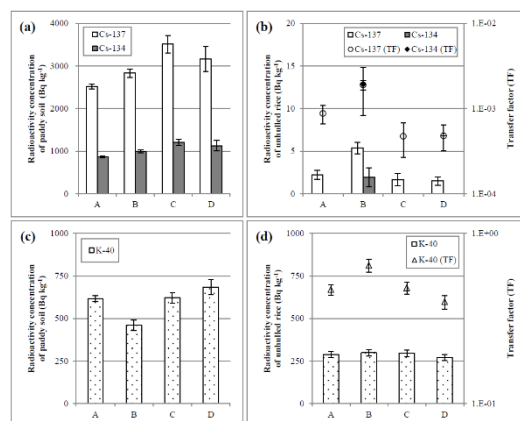 (a)
Cs-137
Cs-134
Radioactivity concentration
of paddy soil (Bq kg⁻¹)
4000
3000
2000
1000
0
A B C D
(b)
Cs-137 Cs-134
Cs-137 (TF) Cs-134 (TF)
Radioactivity concentration
of unhulled rice (Bq kg⁻¹)
20
15
10
5
0
A B C D
1.E-02
1.E-03
1.E-04
Transfer factor (TF)
(c)
K-40
Radioactivity concentration
of paddy soil (Bq kg⁻¹)
1000
750
500
250
0
A B C D
(d)
K-40
K-40 (TF)
Radioactivity concentration
of unhulled rice (Bq kg⁻¹)
1000
750
500
250
0
A B C D
1.E+00
1.E-01
Transfer factor (TF)